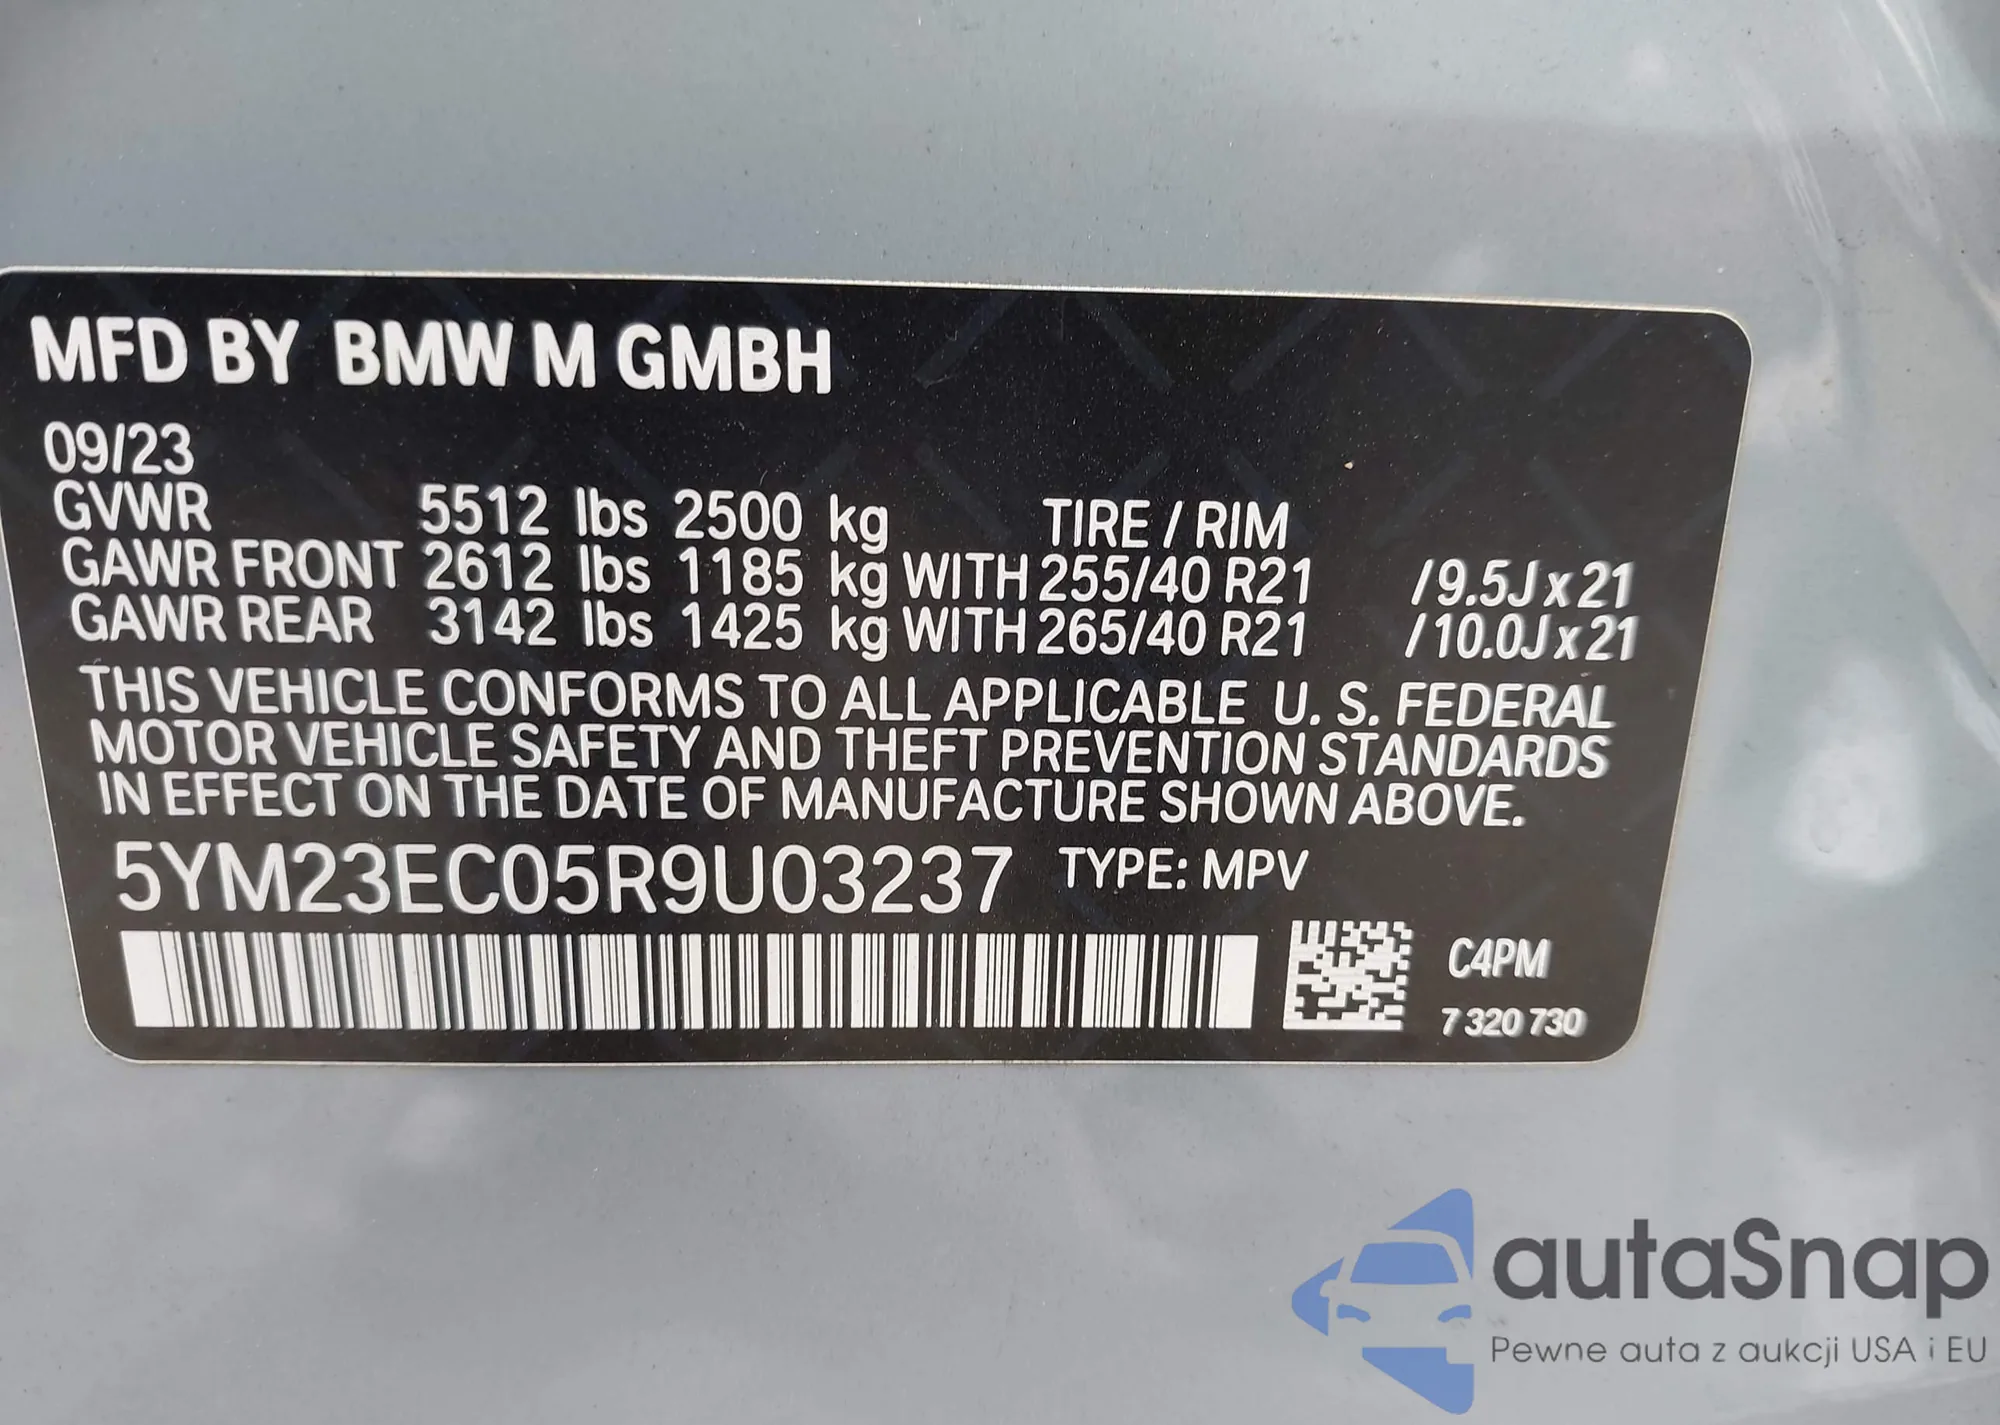 MFD BY BMW M GMBH
09/23
GVWR 5512 lbs 2500 kg TIRE / RIM
GAWR FRONT 2612 lbs 1185 kg WITH 255/40 R21 /9.5J x 21
GAWR REAR 3142 lbs 1425 kg WITH 265/40 R21 /10.0J x 21
THIS VEHICLE CONFORMS TO ALL APPLICABLE U. S. FEDERAL
MOTOR VEHICLE SAFETY AND THEFT PREVENTION STANDARDS
IN EFFECT ON THE DATE OF MANUFACTURE SHOWN ABOVE.
5YM23EC05R9U03237 TYPE: MPV
C4PM
7 320 730
autaSnap
Pewne auta z aukcji USA i EU